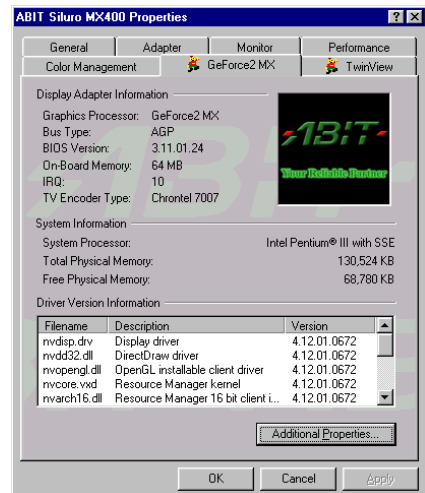 ABIT Siluro MX400 Properties
General Adapter Monitor Performance
Color Management GeForce2 MX TwinView
Display Adapter Information
Graphics Processor: GeForce2 MX
Bus Type: AGP
BIOS Version: 3.11.01.24
On-Board Memory: 64 MB
IRQ: 10
TV Encoder Type: Chrontel 7007
ABIT
Your Reliable Partner
System Information
System Processor: Intel Pentium® III with SSE
Total Physical Memory: 130,524 KB
Free Physical Memory: 68,780 KB
Driver Version Information
Filename Description Version
nvdisp.drv Display driver 4.12.01.0672
nvdd32.dll DirectDraw driver 4.12.01.0672
nvopengl.dll OpenGL installable client driver 4.12.01.0672
nvcore.vxd Resource Manager kernel 4.12.01.0672
nvarch16.dll Resource Manager 16 bit client i... 4.12.01.0672
Additional Properties...
OK Cancel Apply